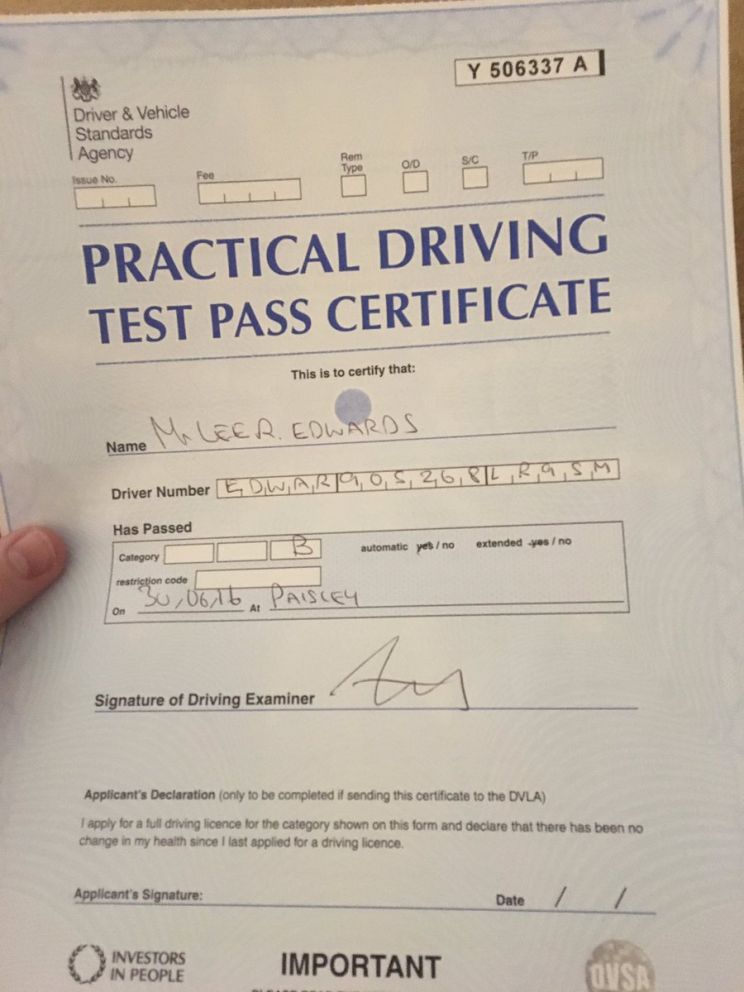 Y 506337 A
Driver & Vehicle
Standards
Agency
Issue No.
Fee
Rem
Type
O/D
S/C
T/P
PRACTICAL DRIVING
TEST PASS CERTIFICATE
This is to certify that:
Name Mr LEE R. EDWARDS
Driver Number EDWAR905268LR9SM
Has Passed
Category B automatic yes / no extended yes / no
restriction code
On 30/06/16 At PAISLEY
Signature of Driving Examiner
Applicant's Declaration (only to be completed if sending this certificate to the DVLA)
I apply for a full driving licence for the category shown on this form and declare that there has been no
change in my health since I last applied for a driving licence.
Applicant's Signature: Date / /
INVESTORS
IN PEOPLE
IMPORTANT
DVSA